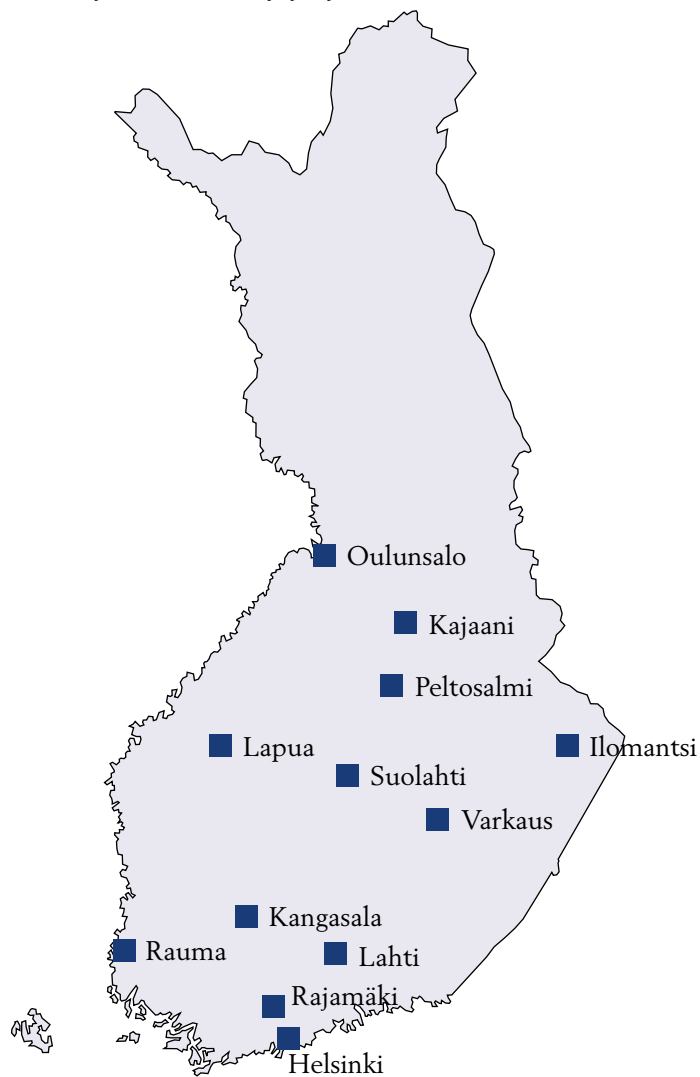 Oulunsalo
Kajaani
Peltosalmi
Lapua
Ilomantsi
Suolahti
Varkaus
Kangasala
Rauma
Lahti
Rajamäki
Helsinki